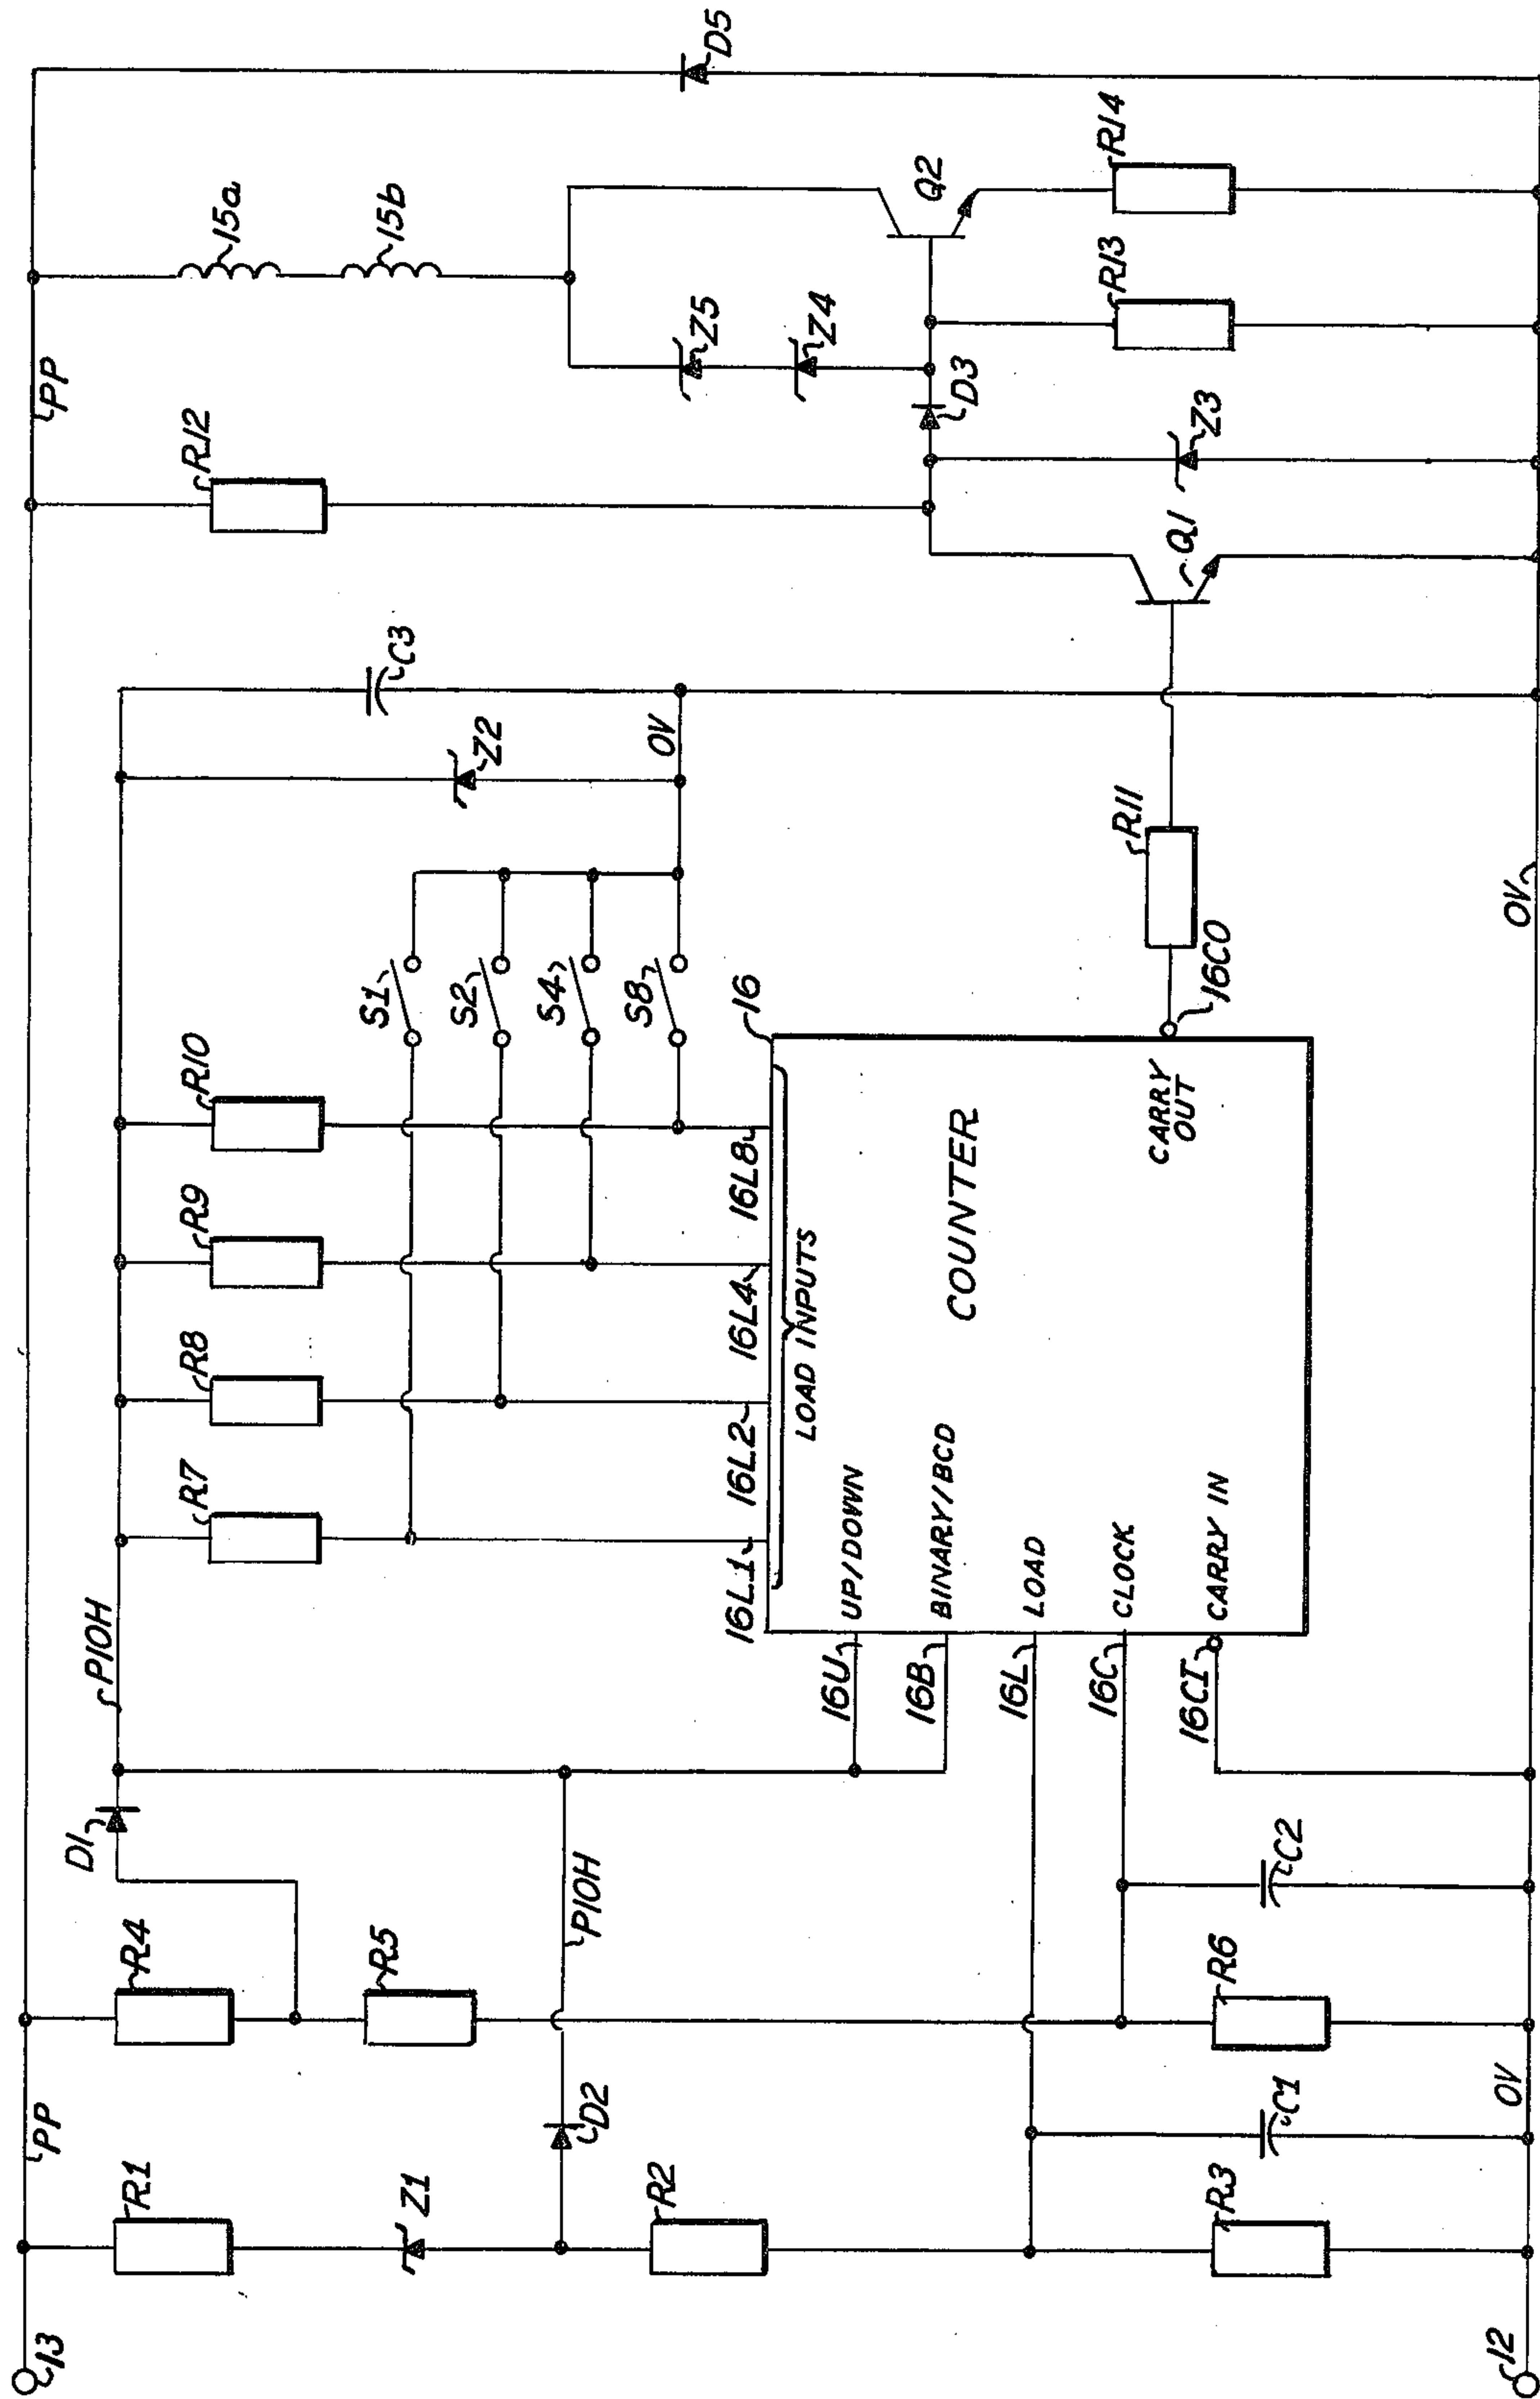 13
PP
R1
Z1
D2
R2
R3
C1
0V
12
R4
R5
R6
C2
D1
P10H
P10H
R7
R8
R9
R10
S1
S2
S4
S8
Z2
C3
0V
16L1
16L2
16L4
16L8
16
LOAD INPUTS
16U
UP/DOWN
16B
BINARY/BCD
16L
LOAD
16C
CLOCK
16CI
CARRY IN
COUNTER
CARRY
OUT
16CO
R11
0V
Q1
R12
PP
Z3
D3
Z5
Z4
15a
15b
Q2
R13
R14
D5